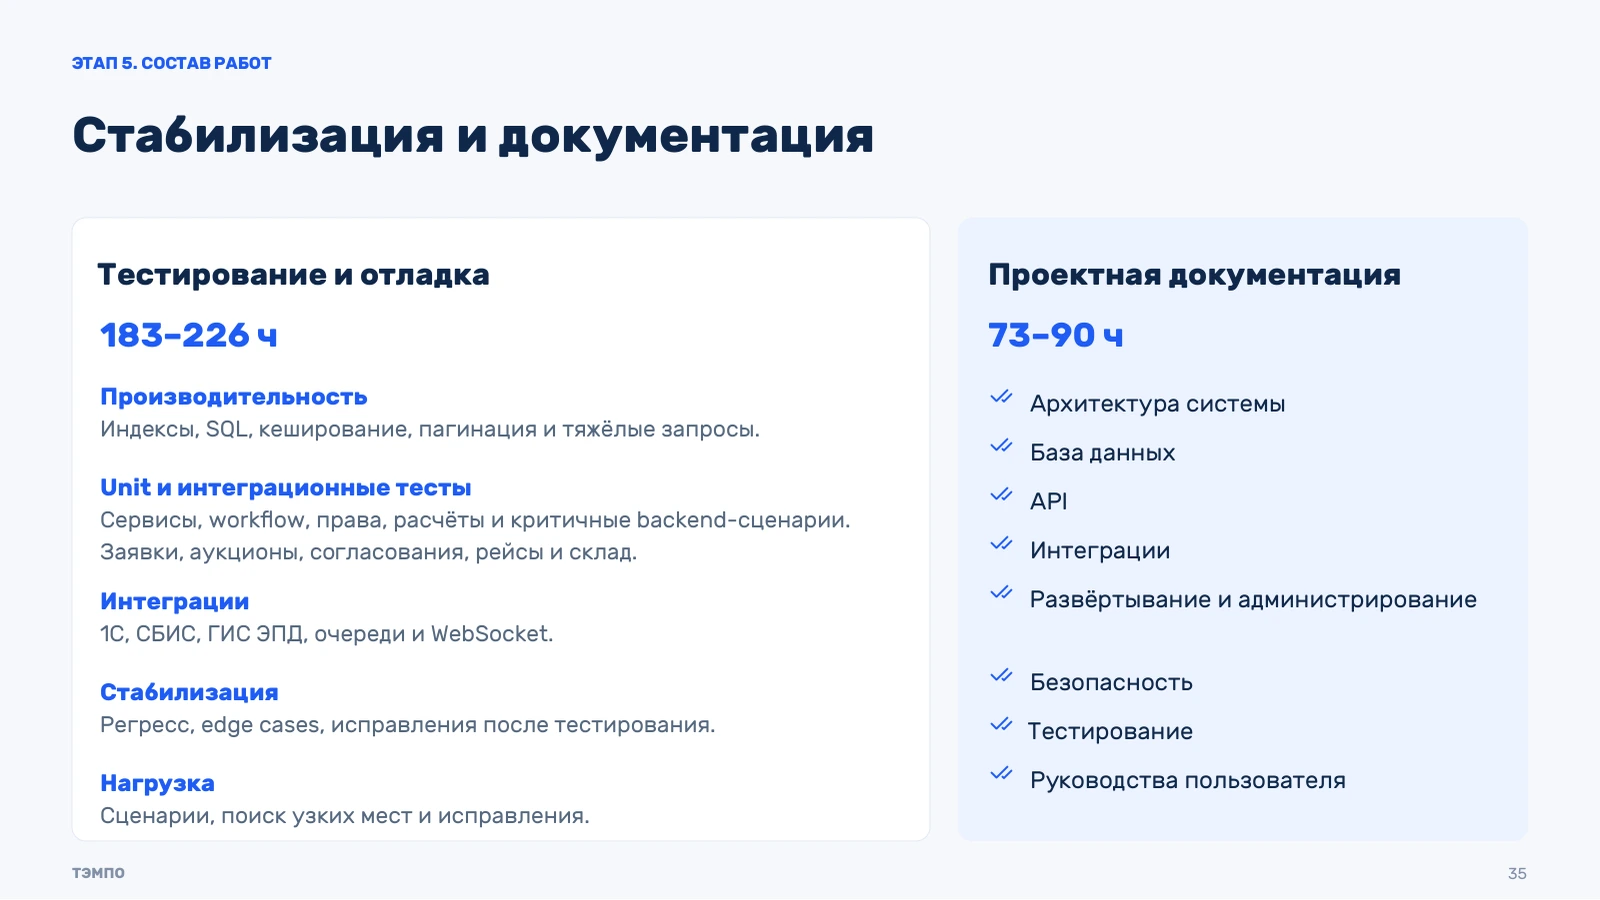 ЭТАП 5. СОСТАВ РАБОТ
Стабилизация и документация
Тестирование и отладка
183–226 ч
Производительность
Индексы, SQL, кеширование, пагинация и тяжёлые запросы.
Unit и интеграционные тесты
Сервисы, workflow, права, расчёты и критичные backend-сценарии.
Заявки, аукционы, согласования, рейсы и склад.
Интеграции
1С, СБИС, ГИС ЭПД, очереди и WebSocket.
Стабилизация
Регресс, edge cases, исправления после тестирования.
Нагрузка
Сценарии, поиск узких мест и исправления.
Проектная документация
73–90 ч
Архитектура системы
База данных
API
Интеграции
Развёртывание и администрирование
Безопасность
Тестирование
Руководства пользователя
ТЭМПО
35